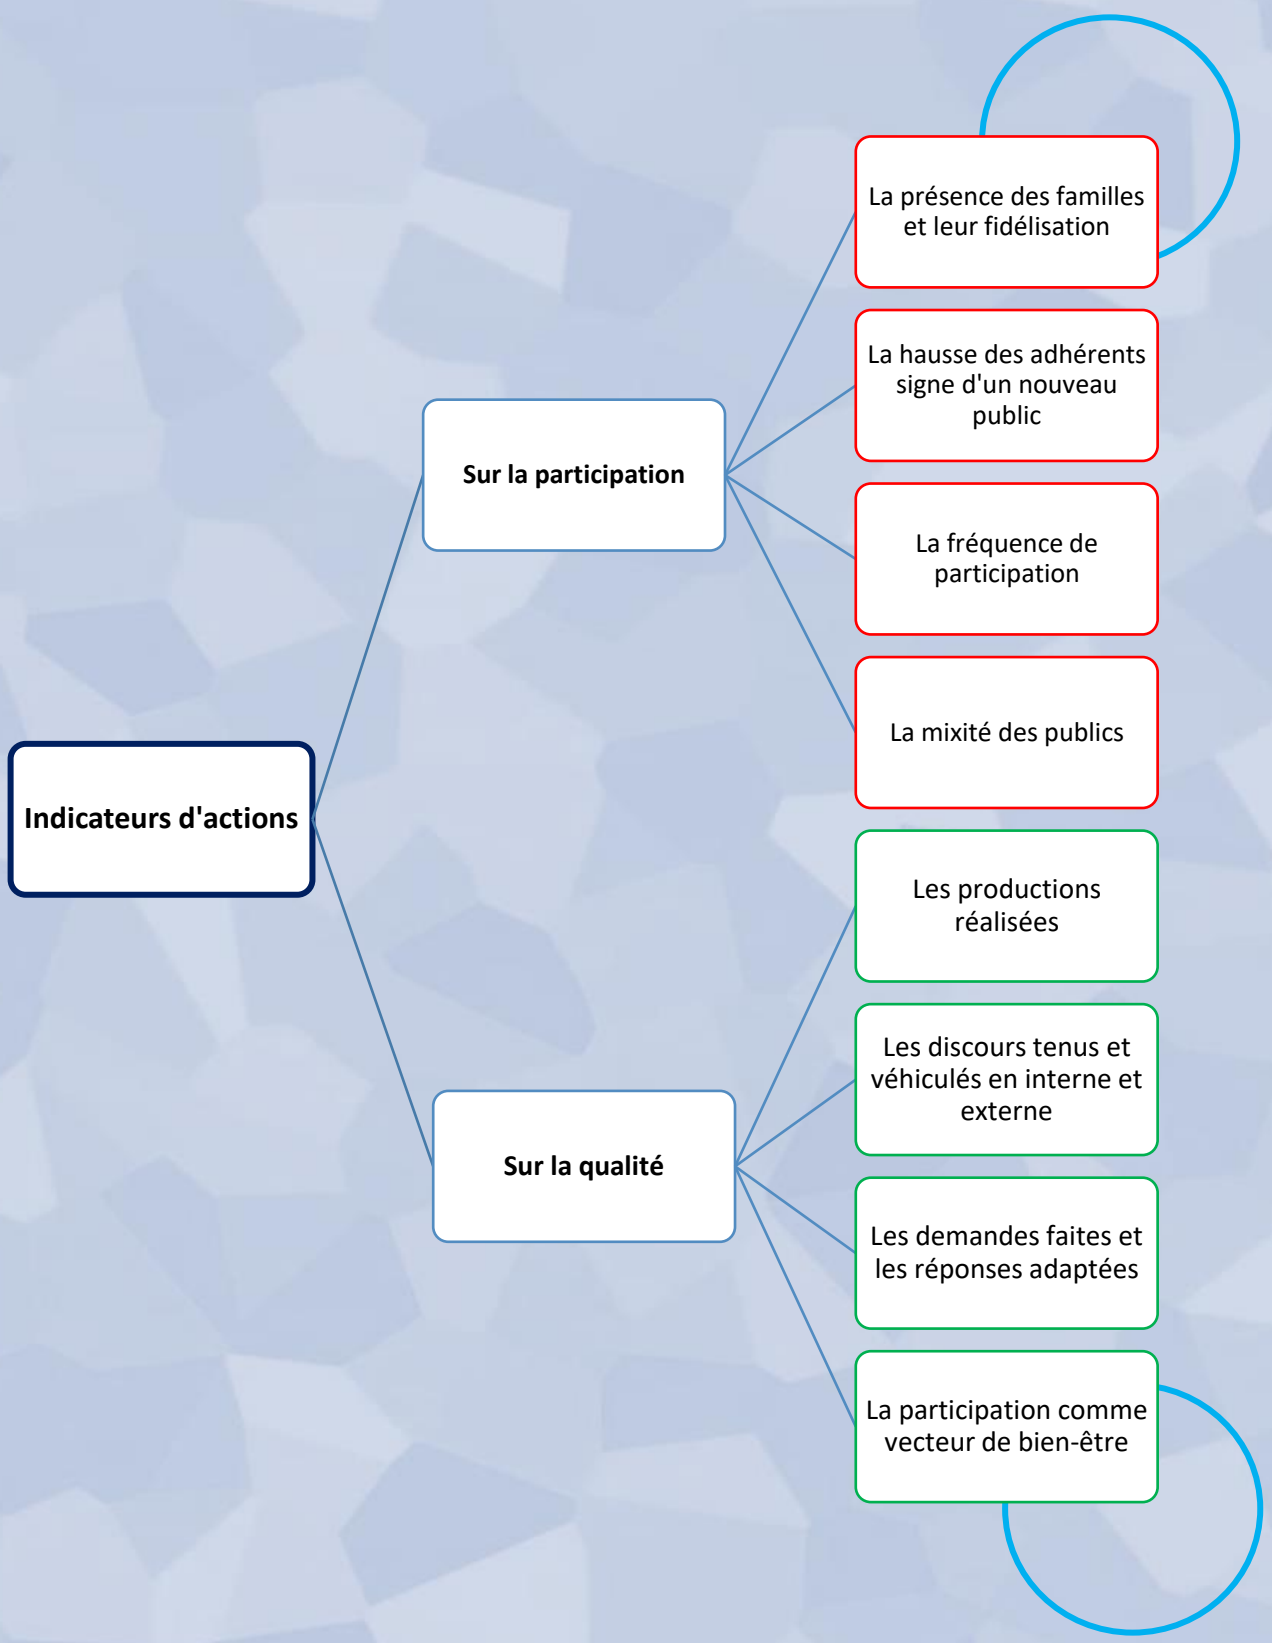 Indicateurs d'actions
Sur la participation
La présence des familles
et leur fidélisation
La hausse des adhérents
signe d'un nouveau
public
La fréquence de
participation
La mixité des publics
Sur la qualité
Les productions
réalisées
Les discours tenus et
véhiculés en interne et
externe
Les demandes faites et
les réponses adaptées
La participation comme
vecteur de bien-être